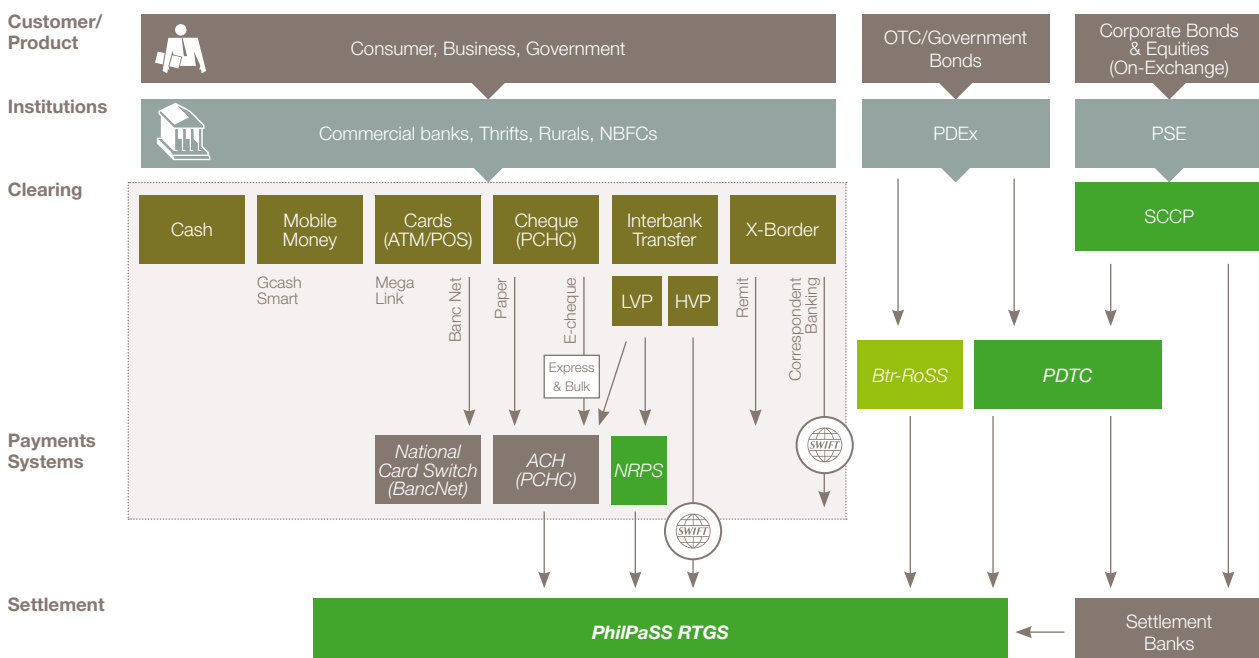 Customer/
Product
Consumer, Business, Government
OTC/Government
Bonds
Corporate Bonds
& Equities
(On-Exchange)
Institutions
Commercial banks, Thrifts, Rurals, NBFCs
PDEx
PSE
Clearing
Cash
Mobile
Money
Cards
(ATM/POS)
Cheque
(PCHC)
Interbank
Transfer
X-Border
SCCP
Gcash
Smart
Mega
Link
Banc Net
Paper
E-cheque
LVP
HVP
Remit
Correspondent
Banking
Express
& Bulk
Btr-RoSS
PDTC
Payments
Systems
National
Card Switch
(BancNet)
ACH
(PCHC)
NRPS
SWIFT
SWIFT
Settlement
PhilPaSS RTGS
Settlement
Banks